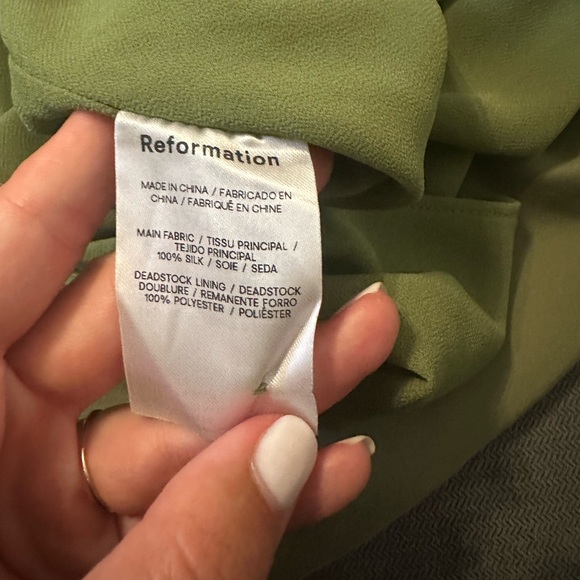 Reformation
MADE IN CHINA / FABRICADO EN
CHINA / FABRIQUÉ EN CHINE
MAIN FABRIC / TISSU PRINCIPAL /
TEJIDO PRINCIPAL
100% SILK / SOIE / SEDA
DEADSTOCK LINING / DEADSTOCK
DOUBLURE / REMANENTE FORRO
100% POLYESTER / POLIÉSTER